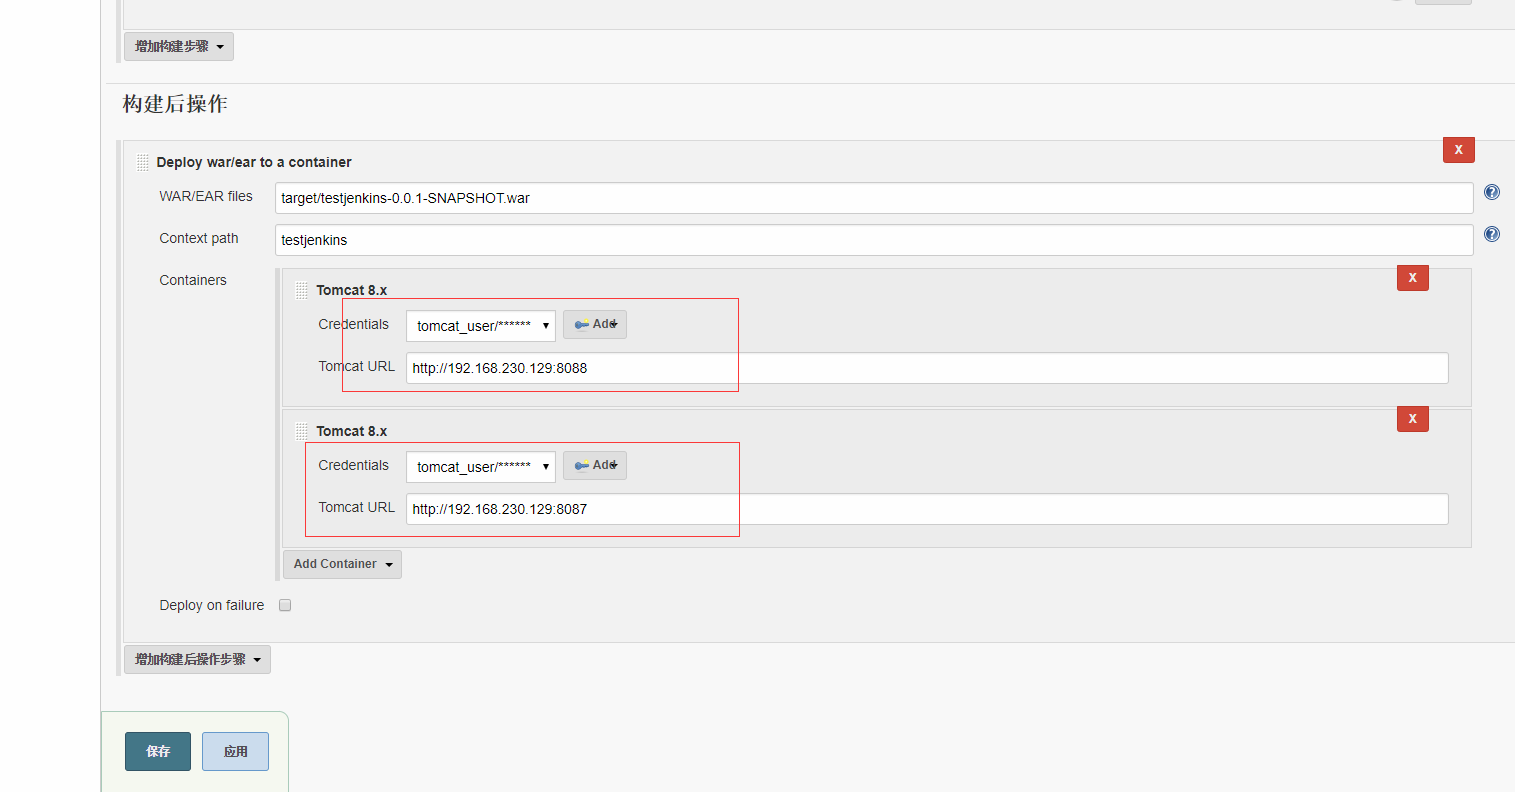 增加构建步骤
构建后操作
Deploy war/ear to a container
X
WAR/EAR files
target/testjenkins-0.0.1-SNAPSHOT.war
?
Context path
testjenkins
?
Containers
Tomcat 8.x
X
Credentials
tomcat_user/******
Add
Tomcat URL
http://192.168.230.129:8088
Tomcat 8.x
X
Credentials
tomcat_user/******
Add
Tomcat URL
http://192.168.230.129:8087
Add Container
Deploy on failure
增加构建后操作步骤
保存
应用